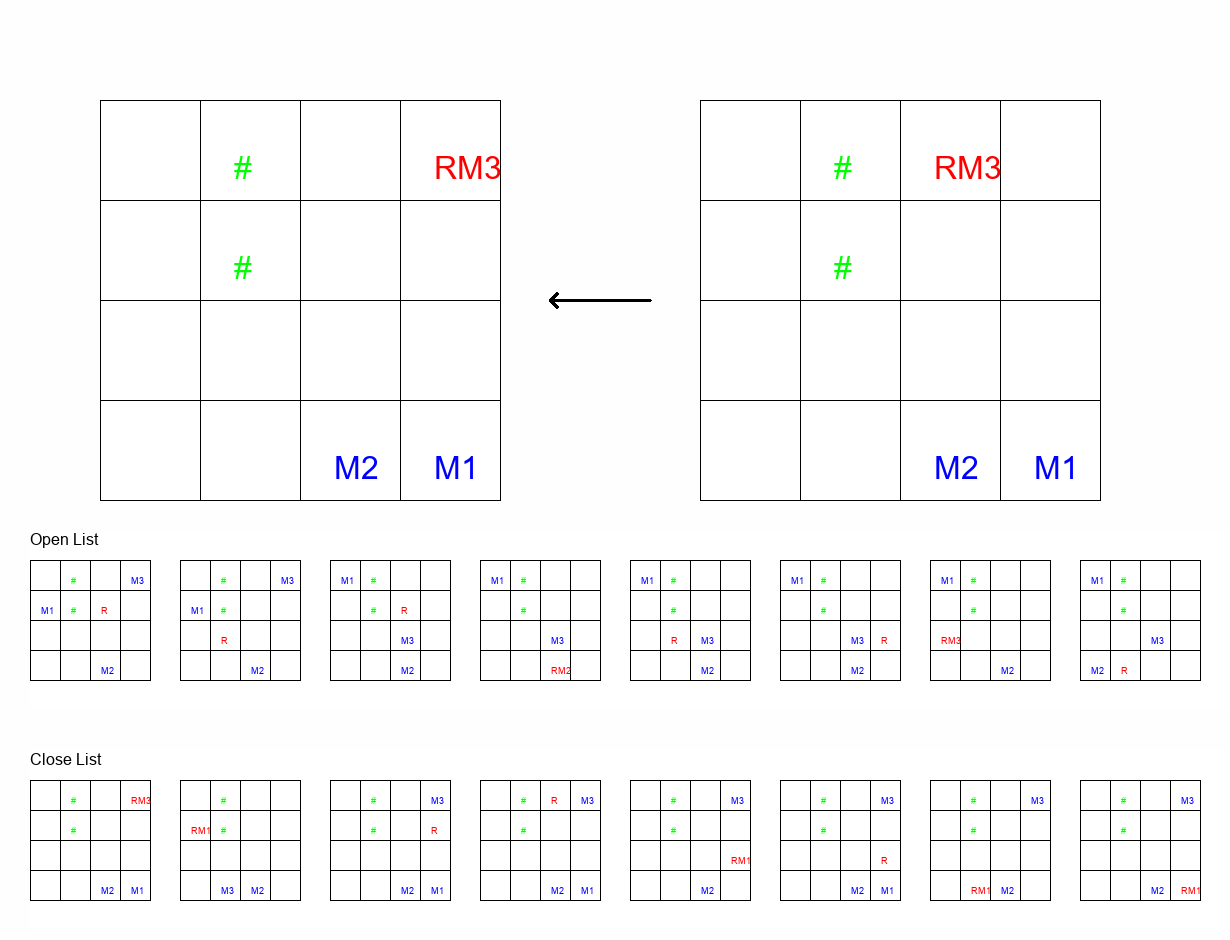 # RM3 # RM3
# #
M2 M1 M2 M1
Open List
# M3 # M3 M1 # M1 # M1 # M1 # M1 # M1 #
M1 # R M1 # # R # # # # #
R M3 M3 R M3 M3 R RM3 M3
M2 M2 M2 RM2 M2 M2 M2 M2 R
Close List
# RM3 # # M3 # R M3 # M3 # M3 # M3 # M3
# RM1 # # R # # # # #
RM1 R
M2 M1 M3 M2 M2 M1 M2 M1 M2 M2 M1 RM1 M2 M2 RM1